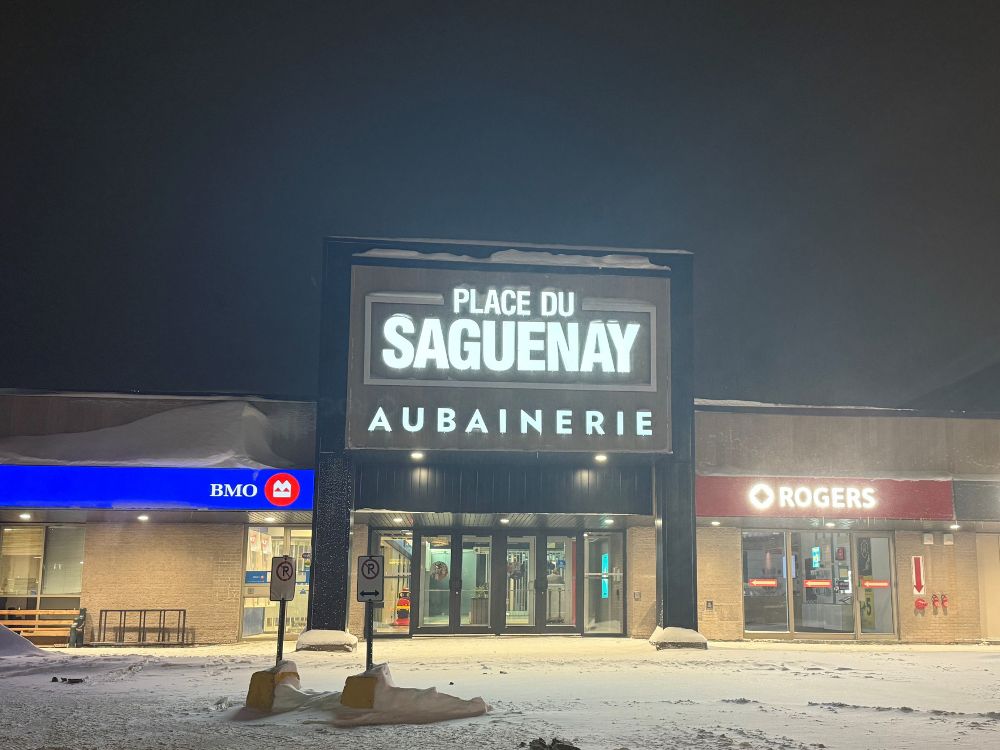 PLACE DU
SAGUENAY
AUBAINERIE
BMO
ROGERS
P
P